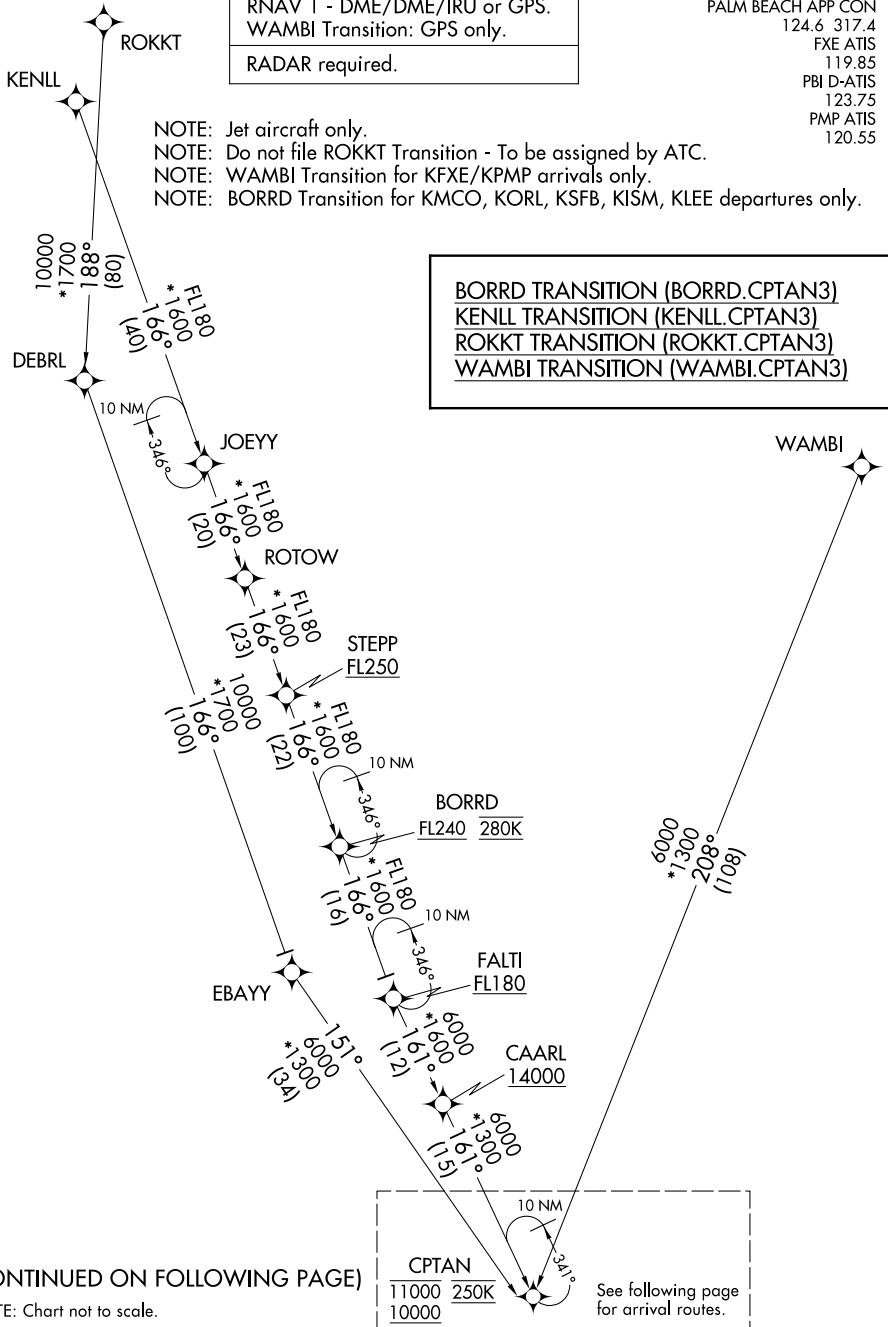 RNAV 1 - DME/DME/IRU or GPS.
WAMBI Transition: GPS only.
RADAR required.
PALM BEACH APP CON
124.6 317.4
FXE ATIS
119.85
PBI D-ATIS
123.75
PMP ATIS
120.55
ROKKT
KENLL
NOTE: Jet aircraft only.
NOTE: Do not file ROKKT Transition - To be assigned by ATC.
NOTE: WAMBI Transition for KFXE/KPMP arrivals only.
NOTE: BORRD Transition for KMCO, KORL, KSFB, KISM, KLEE departures only.
10000
*1700
188°
(80)
FL180
*1600
166°
(40)
BORRD TRANSITION (BORRD.CPTAN3)
KENLL TRANSITION (KENLL.CPTAN3)
ROKKT TRANSITION (ROKKT.CPTAN3)
WAMBI TRANSITION (WAMBI.CPTAN3)
DEBRL
10 NM
346°
JOEYY
WAMBI
FL180
*1600
166°
(20)
ROTOW
FL180
*1600
166°
(23)
STEPP
FL250
10000
*1700
166°
(100)
FL180
*1600
166°
(22)
10 NM
346°
BORRD
FL240 280K
6000
*1300
208°
(108)
FL180
*1600
166°
(16)
10 NM
346°
FALTI
FL180
EBAYY
6000
*1600
161°
(12)
CAARL
14000
151°
6000
*1300
(34)
6000
*1300
161°
(15)
10 NM
341°
CPTAN
11000 250K
10000
See following page
for arrival routes.
ONTINUED ON FOLLOWING PAGE)
TE: Chart not to scale.